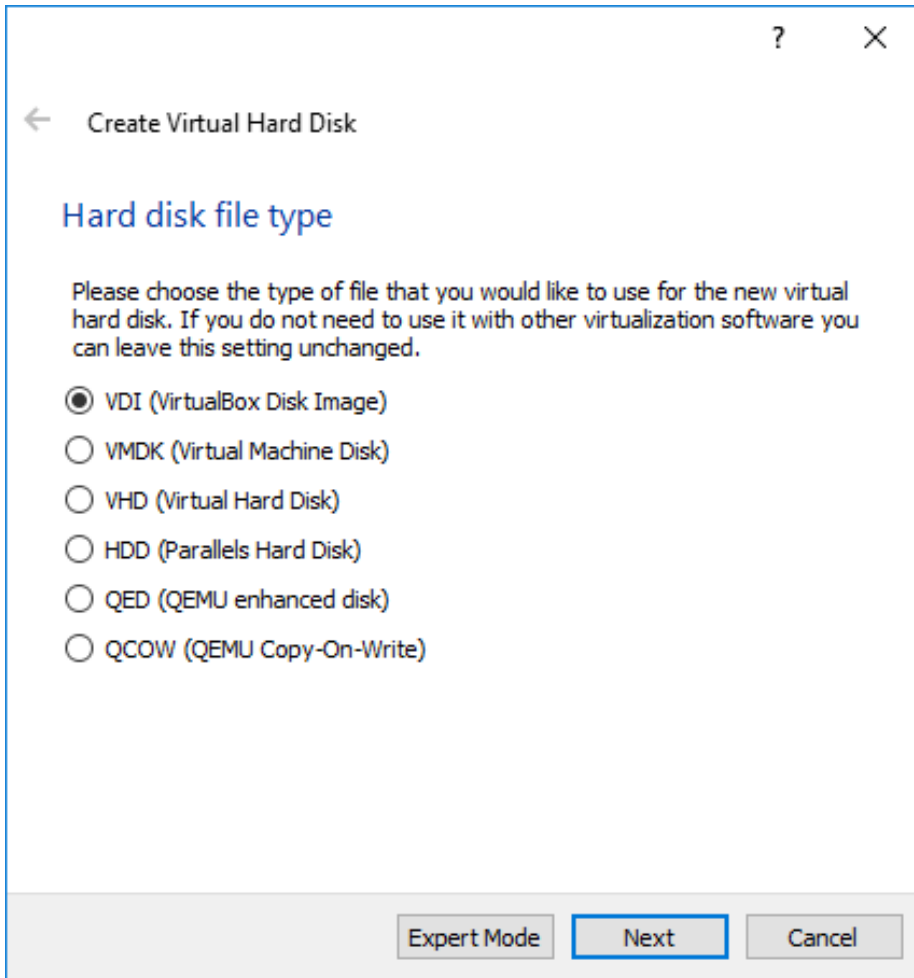 ?
Create Virtual Hard Disk
Hard disk file type
Please choose the type of file that you would like to use for the new virtual
hard disk. If you do not need to use it with other virtualization software you
can leave this setting unchanged.
VDI (VirtualBox Disk Image)
VMDK (Virtual Machine Disk)
VHD (Virtual Hard Disk)
HDD (Parallels Hard Disk)
QED (QEMU enhanced disk)
QCOW (QEMU Copy-On-Write)
Expert Mode Next Cancel